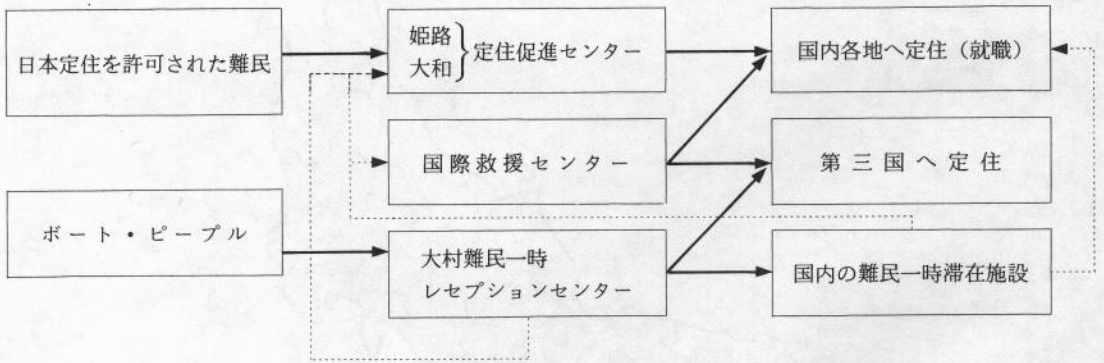 日本定住を許可された難民
姫路
大和
定住促進センター
国内各地へ定住（就職）
国際救援センター
第三国へ定住
ボート・ピープル
大村難民一時
レセプションセンター
国内の難民一時滞在施設